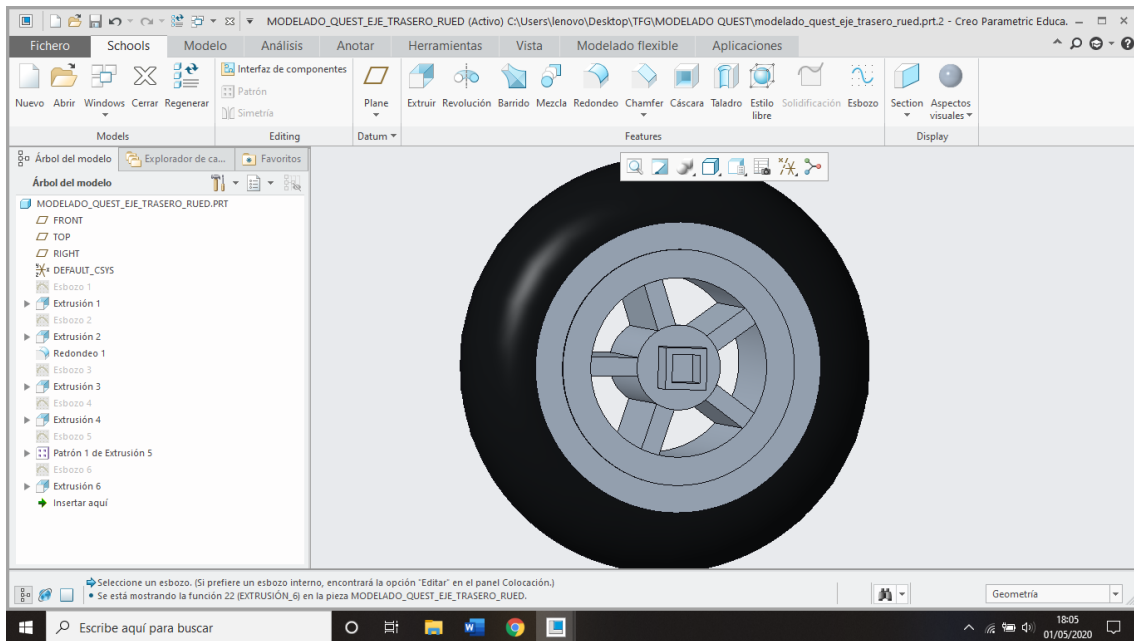 MODELADO_QUEST_EJE_TRASERO_RUED (Activo) C:\Users\lenovo\Desktop\TFG\MODELADO QUEST\modelado_quest_eje_trasero_rued.prt.2 - Creo Parametric Educa.
Fichero Schools Modelo Análisis Anotar Herramientas Vista Modelado flexible Aplicaciones
Interfaz de componentes
Patrón
Simetría
Nuevo Abrir Windows Cerrar Regenerar Plane Extruir Revolución Barrido Mezcla Redondeo Chamfer Cáscara Taladro Estilo libre Solidificación Esbozo Section Aspectos visuales
Models Editing Datum Features Display
Árbol del modelo Explorador de ca... Favoritos
Árbol del modelo
MODELADO_QUEST_EJE_TRASERO_RUED.PRT
FRONT
TOP
RIGHT
DEFAULT_CSYS
Esbozo 1
Extrusión 1
Esbozo 2
Extrusión 2
Redondeo 1
Esbozo 3
Extrusión 3
Esbozo 4
Extrusión 4
Esbozo 5
Patrón 1 de Extrusión 5
Esbozo 6
Extrusión 6
Insertar aquí
Seleccione un esbozo. (Si prefiere un esbozo interno, encontrará la opción 'Editar' en el panel Colocación.)
• Se está mostrando la función 22 (EXTRUSIÓN_6) en la pieza MODELADO_QUEST_EJE_TRASERO_RUED.
Geometría
Escribe aquí para buscar
18:05
01/05/2020